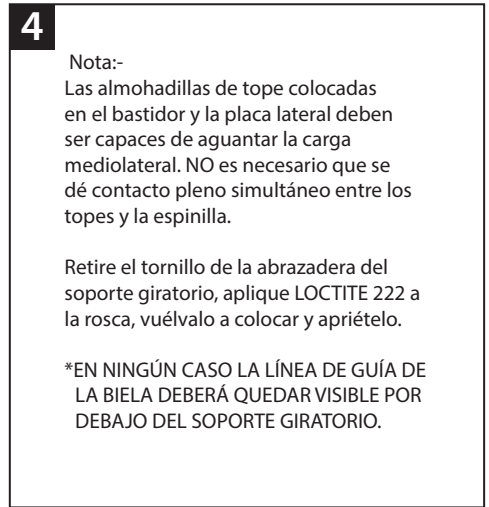 4
Nota:-
Las almohadillas de tope colocadas
en el bastidor y la placa lateral deben
ser capaces de aguantar la carga
mediolateral. NO es necesario que se
dé contacto pleno simultáneo entre los
topes y la espinilla.
Retire el tornillo de la abrazadera del
soporte giratorio, aplique LOCTITE 222 a
la rosca, vuélvalo a colocar y apriételo.
*EN NINGÚN CASO LA LÍNEA DE GUÍA DE
LA BIELA DEBERÁ QUEDAR VISIBLE POR
DEBAJO DEL SOPORTE GIRATORIO.